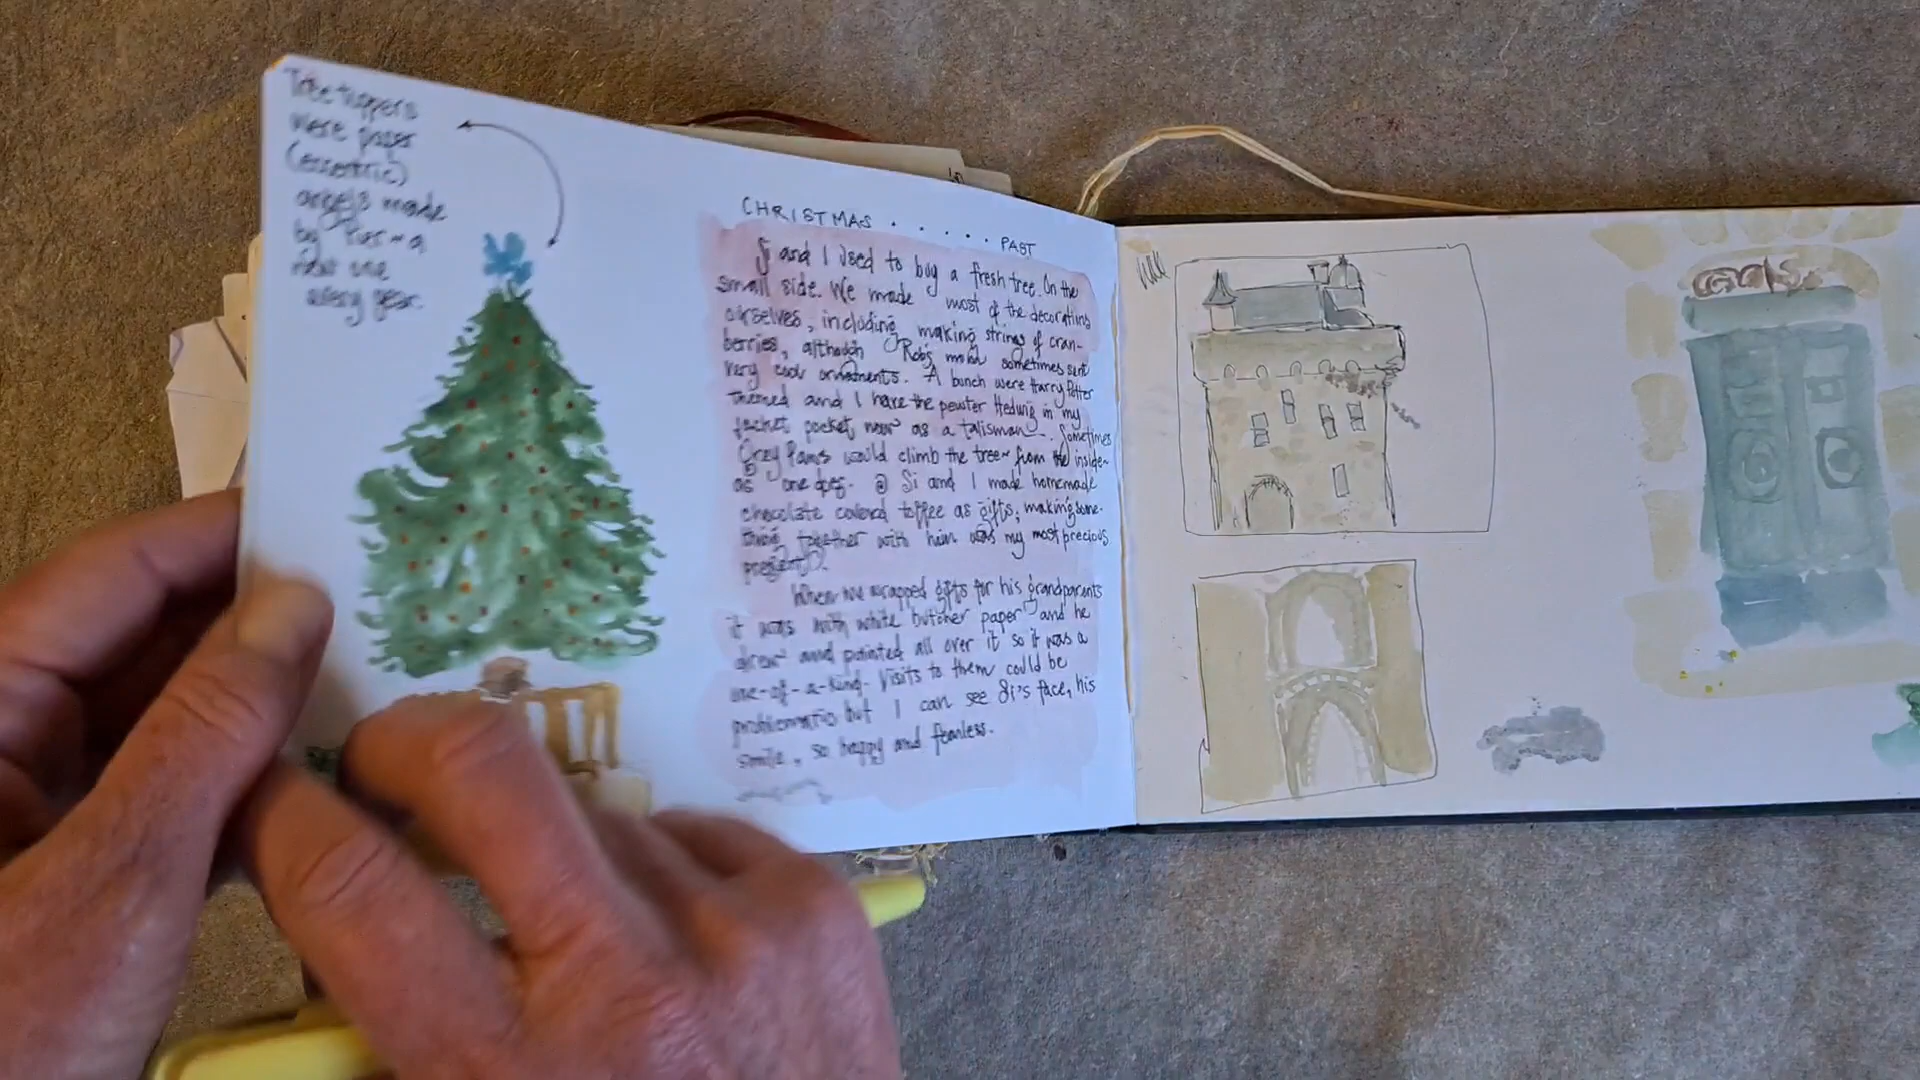 Tree toppers
were paper
(eccentric)
angels made
by Pier ~ a
new one
every year.
CHRISTMAS . . . . . PAST
Si and I used to buy a fresh tree. On the
small side. We made most of the decorations
ourselves, including making strings of cran-
berries, although Rob's mom sometimes sent
very cool ornaments. A bunch were Harry Potter
themed and I have the pewter Hedwig in my
jacket pocket now as a talisman. Sometimes
Grey Paws would climb the tree ~ from the inside ~
as one does. Si and I made homemade
chocolate covered toffee as gifts; making some-
thing together with him was my most precious
present.
When we wrapped gifts for his grandparents
it was with white butcher paper and he
drew and painted all over it so it was a
one-of-a-kind. Visits to them could be
problematic but I can see Si's face, his
smile, so happy and fearless.